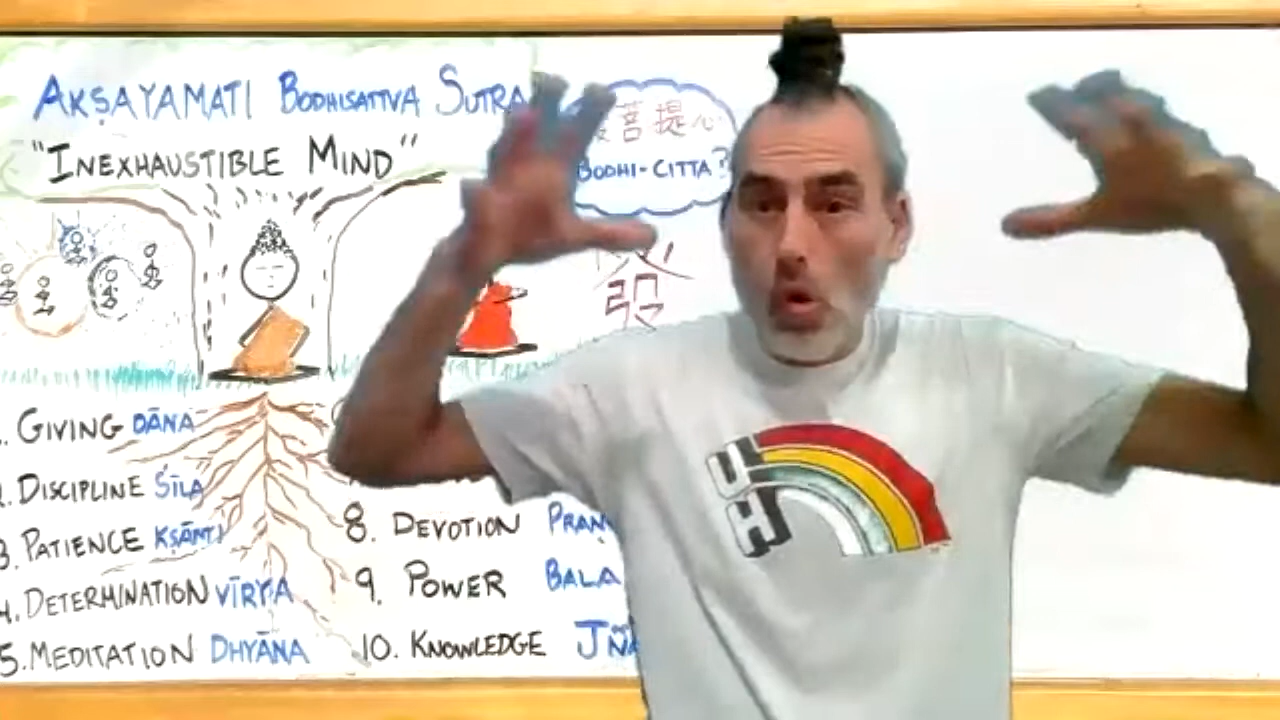 AKṢAYAMATI BODHISATTVA SUTRA
"INEXHAUSTIBLE MIND"
菩提心
BODHI-CITTA?
發
GIVING DĀNA
DISCIPLINE ŚĪLA
3. PATIENCE KṢĀNTI
4. DETERMINATION VĪRYA
5. MEDITATION DHYĀNA
8. DEVOTION
9. POWER BALA
10. KNOWLEDGE
UH